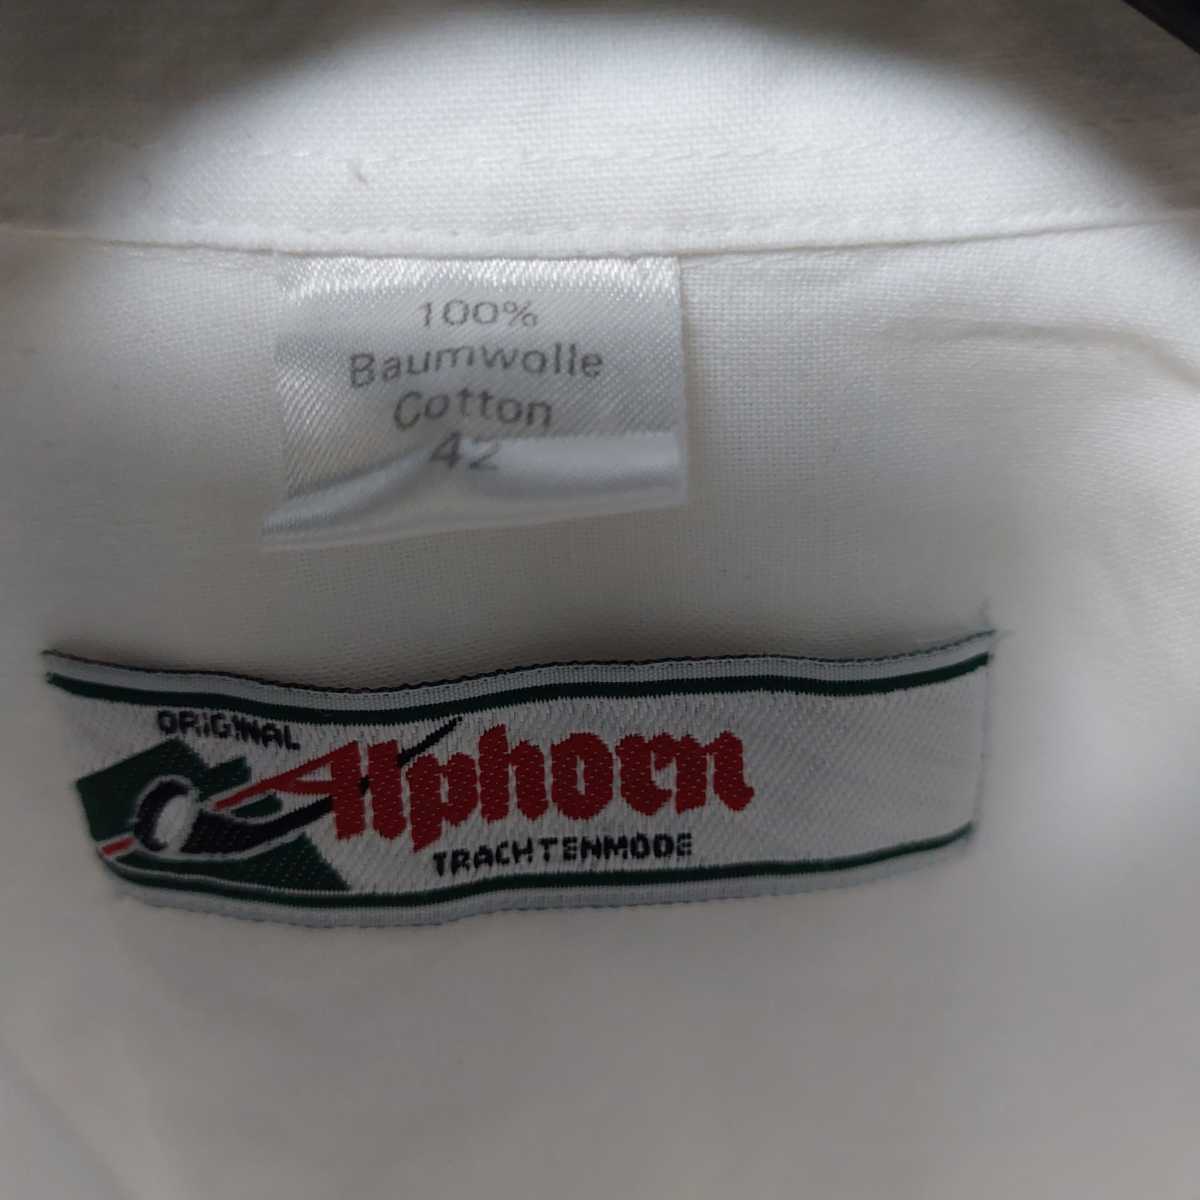 100%
Baumwolle
Cotton
42
ORiGiNAL
Alphorn
TRACHTENMODE